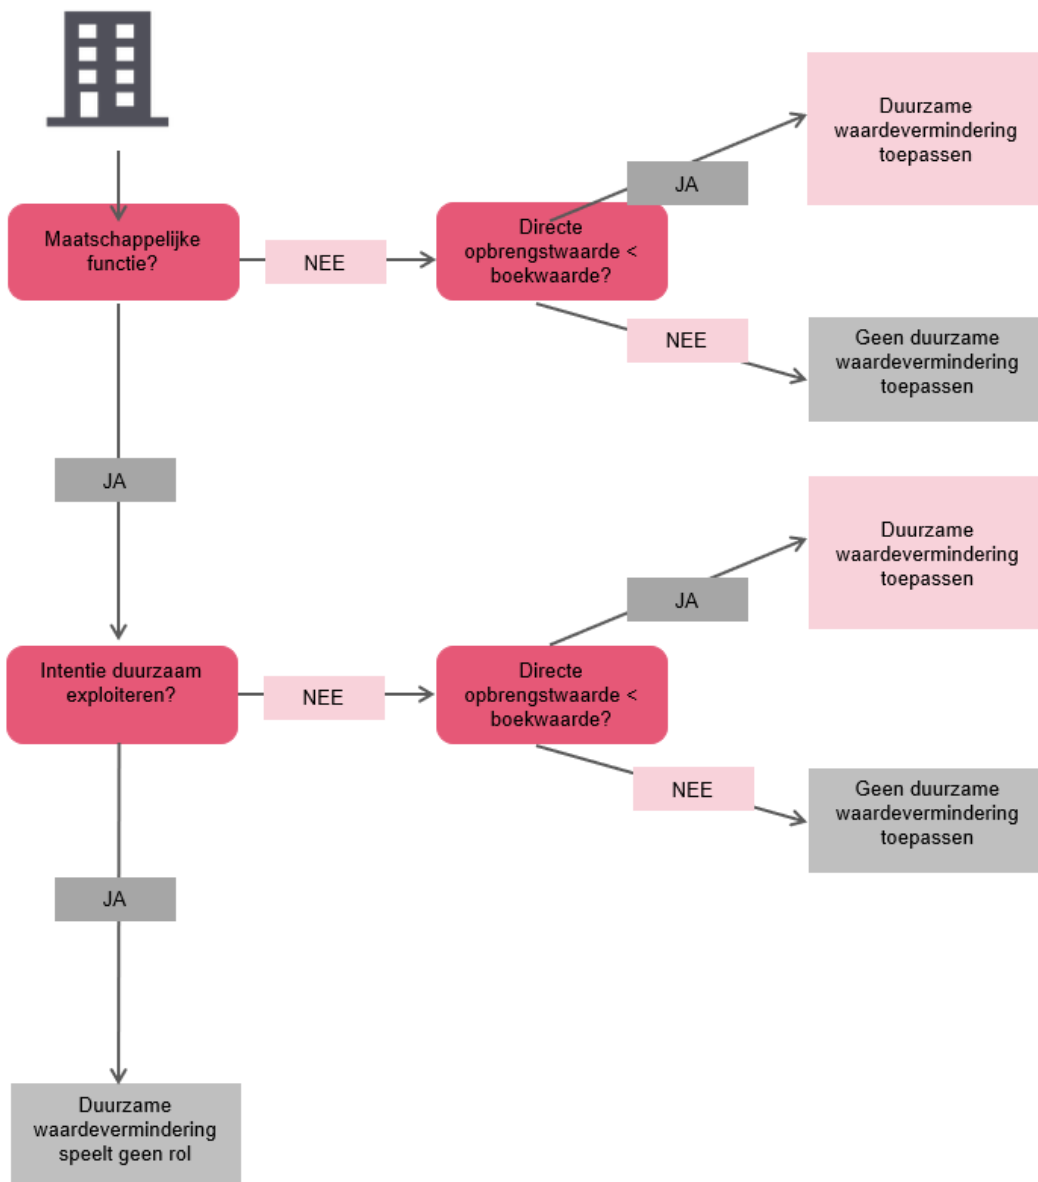 Duurzame
waardevermindering
toepassen
JA
Maatschappelijke
functie?
NEE
Directe
opbrengstwaarde <
boekwaarde?
NEE
Geen duurzame
waardevermindering
toepassen
JA
Duurzame
waardevermindering
toepassen
JA
Intentie duurzaam
exploiteren?
NEE
Directe
opbrengstwaarde <
boekwaarde?
NEE
Geen duurzame
waardevermindering
toepassen
JA
Duurzame
waardevermindering
speelt geen rol